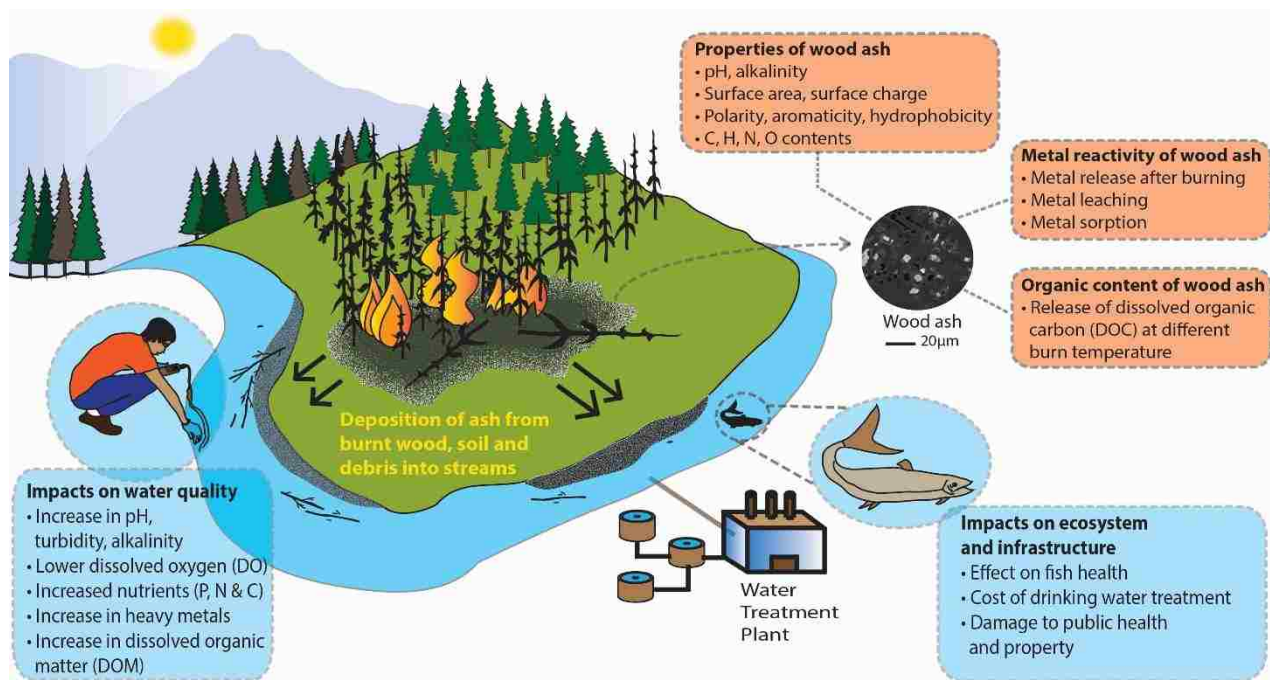 Properties of wood ash
• pH, alkalinity
• Surface area, surface charge
• Polarity, aromaticity, hydrophobicity
• C, H, N, O contents
Metal reactivity of wood ash
• Metal release after burning
• Metal leaching
• Metal sorption
Organic content of wood ash
• Release of dissolved organic
carbon (DOC) at different
burn temperature
Wood ash
20µm
Deposition of ash from
burnt wood, soil and
debris into streams
Impacts on water quality
• Increase in pH,
turbidity, alkalinity
• Lower dissolved oxygen (DO)
• Increased nutrients (P, N & C)
• Increase in heavy metals
• Increase in dissolved organic
matter (DOM)
Water
Treatment
Plant
Impacts on ecosystem
and infrastructure
• Effect on fish health
• Cost of drinking water treatment
• Damage to public health
and property